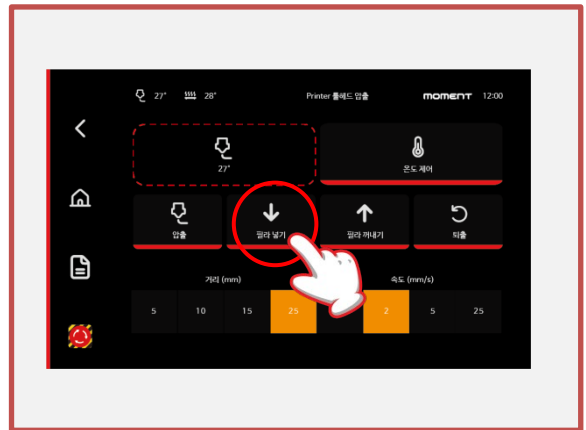 27° 28° Printer 툴헤드 압출 moment 12:00
27°
온도 제어
압출 필라 넣기 필라 꺼내기 퇴출
거리 (mm) 속도 (mm/s)
5 10 15 25 2 5 25